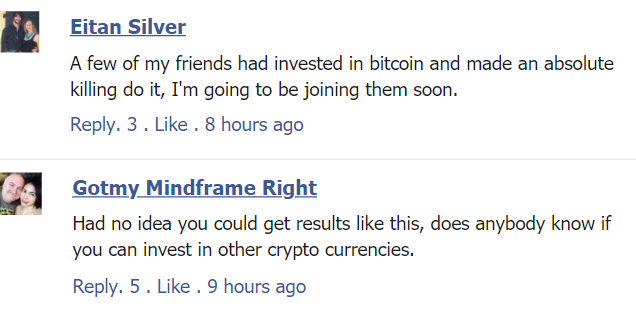 Eitan Silver
A few of my friends had invested in bitcoin and made an absolute
killing do it, I'm going to be joining them soon.
Reply. 3 . Like . 8 hours ago
Gotmy Mindframe Right
Had no idea you could get results like this, does anybody know if
you can invest in other crypto currencies.
Reply. 5 . Like . 9 hours ago